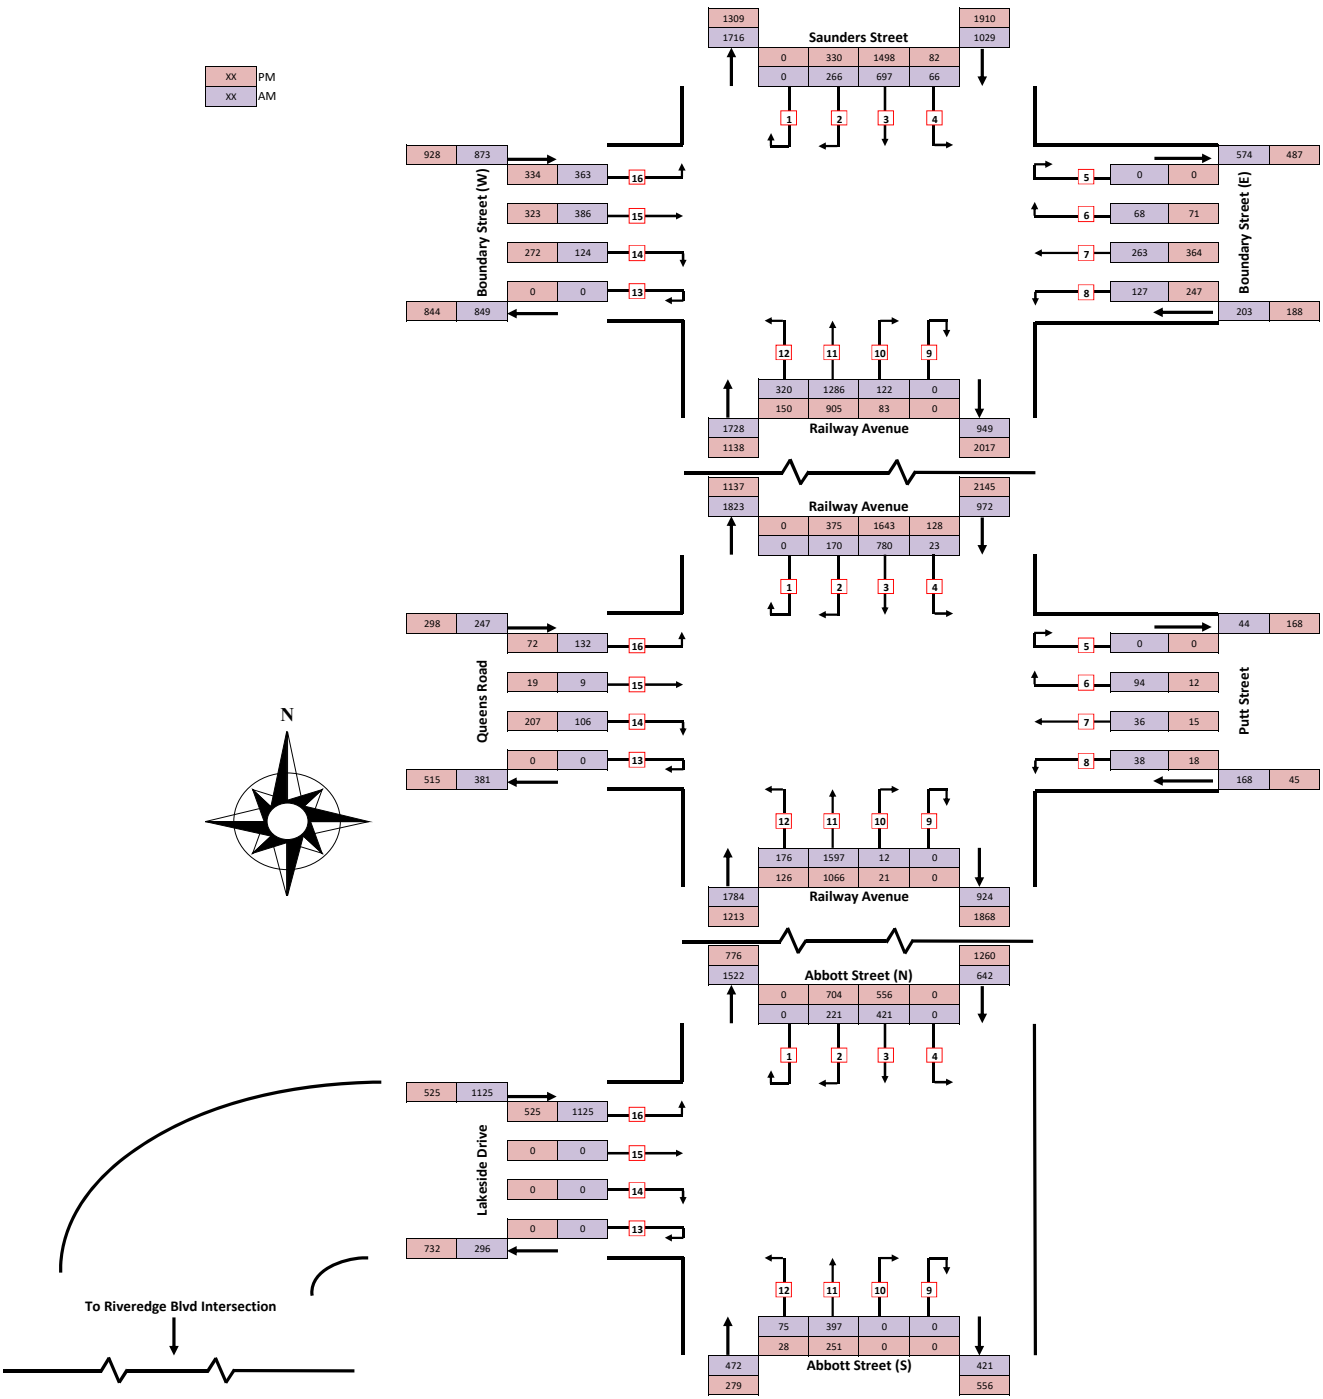 1309 1910
1716 Saunders Street 1029
0 330 1498 82
XX PM
0 266 697 66
XX AM
1 2 3 4
928 873
574 487
334 363 16
5 0 0
323 386 15
6 68 71
Boundary Street (W)
Boundary Street (E)
272 124 14
7 263 364
0 0 13
8 127 247
844 849
203 188
12 11 10 9
320 1286 122 0
150 905 83 0
1728 Railway Avenue 949
1138 2017
1137 2145
1823 Railway Avenue 972
0 375 1643 128
0 170 780 23
1 2 3 4
298 247
44 168
72 132 16
5 0 0
19 9 15
6 94 12
Queens Road
Putt Street
207 106 14
7 36 15
N
0 0 13
8 38 18
515 381
168 45
12 11 10 9
176 1597 12 0
126 1066 21 0
1784 Railway Avenue 924
1213 1868
776 1260
1522 Abbott Street (N) 642
0 704 556 0
0 221 421 0
1 2 3 4
525 1125
525 1125 16
0 0 15
Lakeside Drive
0 0 14
0 0 13
732 296
12 11 10 9
To Riveredge Blvd Intersection
75 397 0 0
28 251 0 0
472 Abbott Street (S) 421
279 556